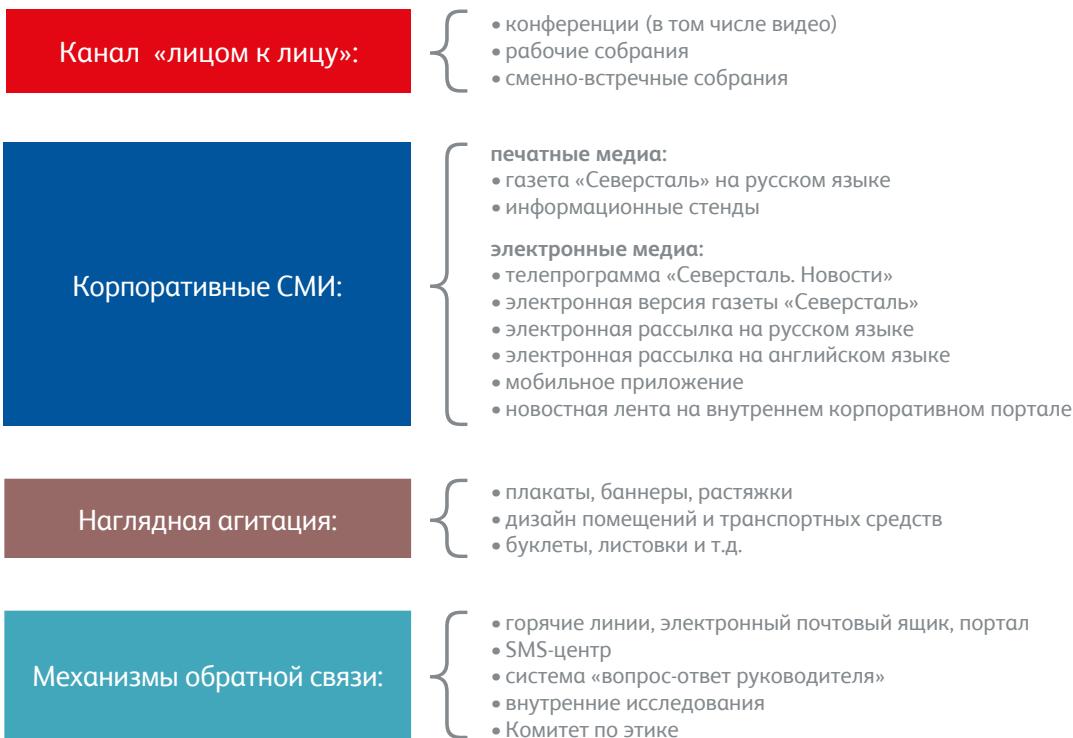 Канал «лицом к лицу»:
• конференции (в том числе видео)
• рабочие собрания
• сменно-встречные собрания
Корпоративные СМИ:
печатные медиа:
• газета «Северсталь» на русском языке
• информационные стенды
электронные медиа:
• телепрограмма «Северсталь. Новости»
• электронная версия газеты «Северсталь»
• электронная рассылка на русском языке
• электронная рассылка на английском языке
• мобильное приложение
• новостная лента на внутреннем корпоративном портале
Наглядная агитация:
• плакаты, баннеры, растяжки
• дизайн помещений и транспортных средств
• буклеты, листовки и т.д.
Механизмы обратной связи:
• горячие линии, электронный почтовый ящик, портал
• SMS-центр
• система «вопрос-ответ руководителя»
• внутренние исследования
• Комитет по этике